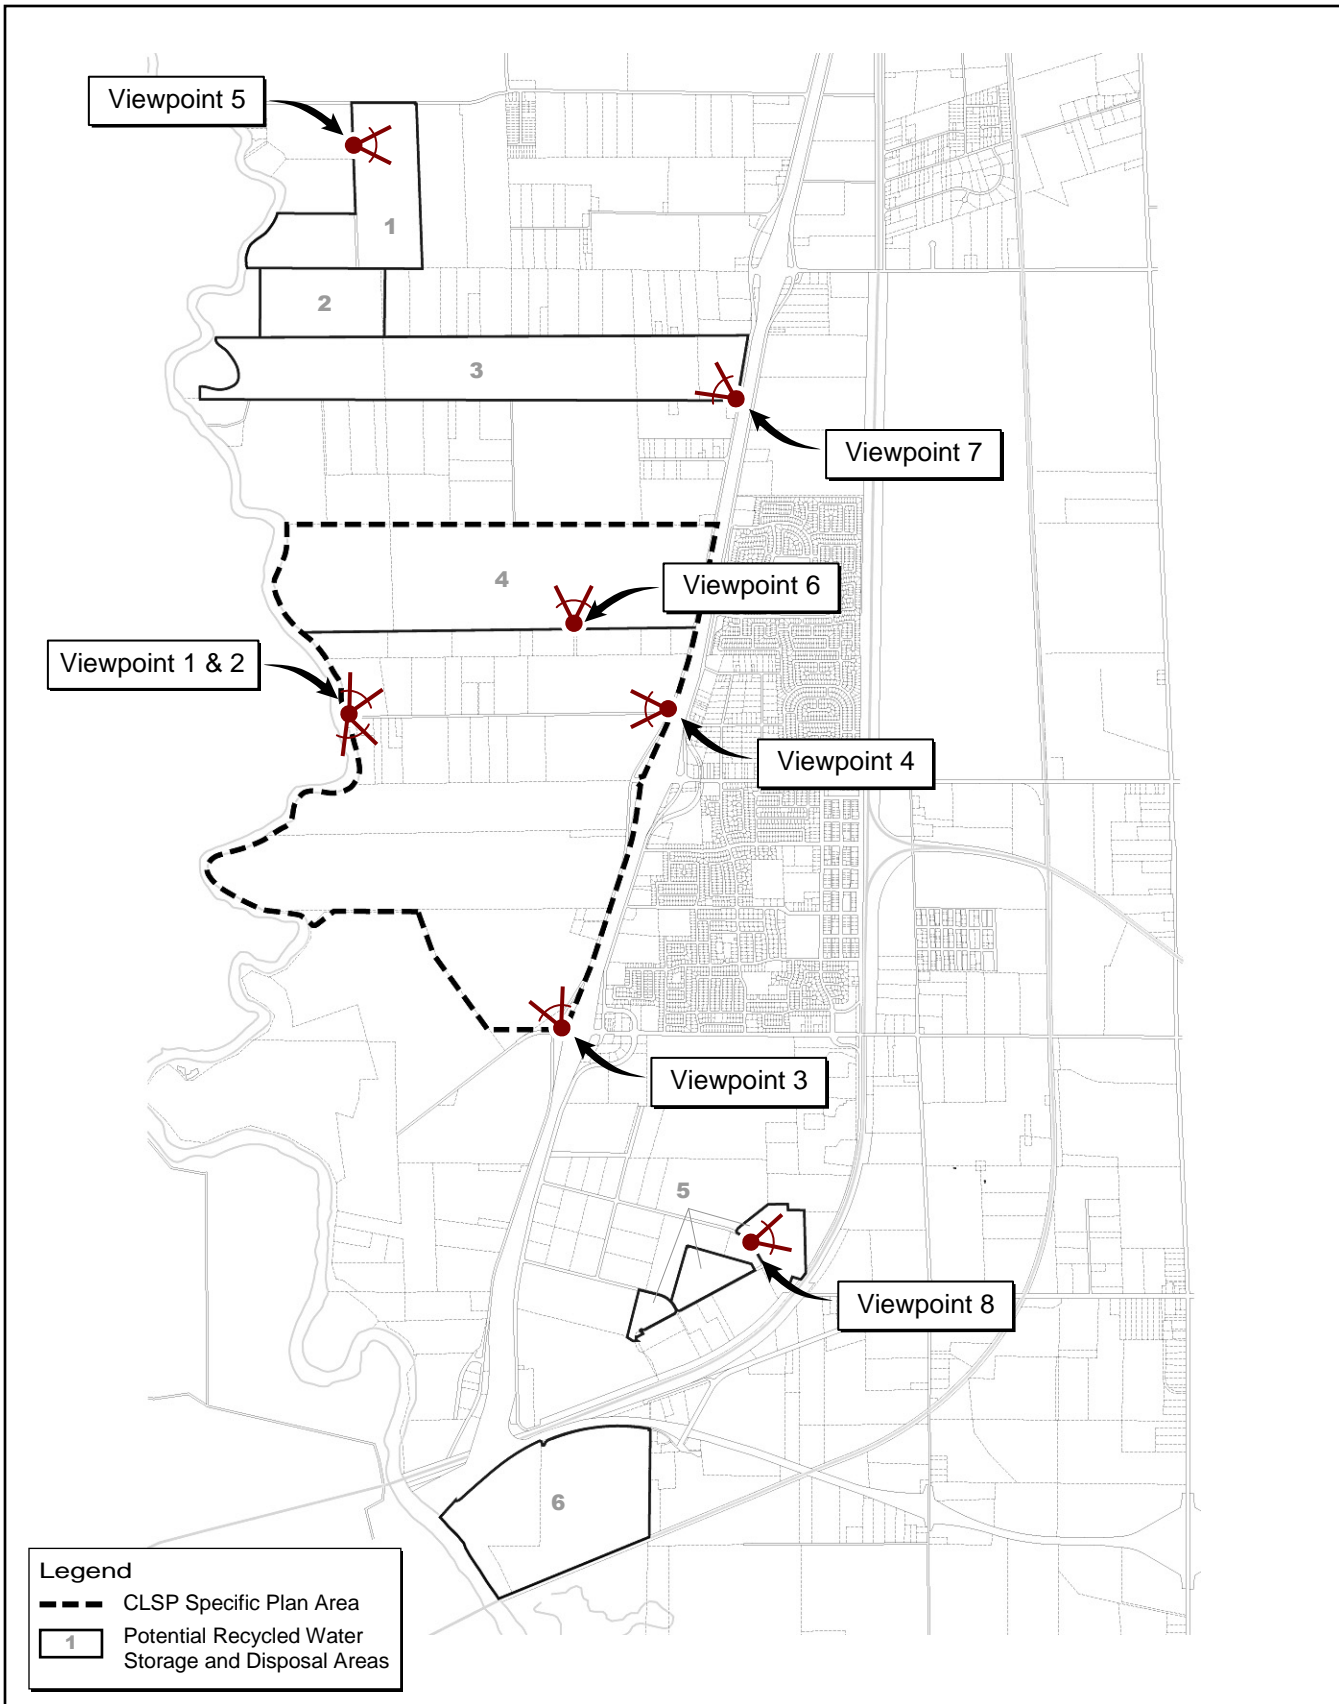 Viewpoint 5
1
2
3
Viewpoint 7
4
Viewpoint 6
Viewpoint 1 & 2
Viewpoint 4
Viewpoint 3
5
Viewpoint 8
6
Legend
CLSP Specific Plan Area
1
Potential Recycled Water
Storage and Disposal Areas